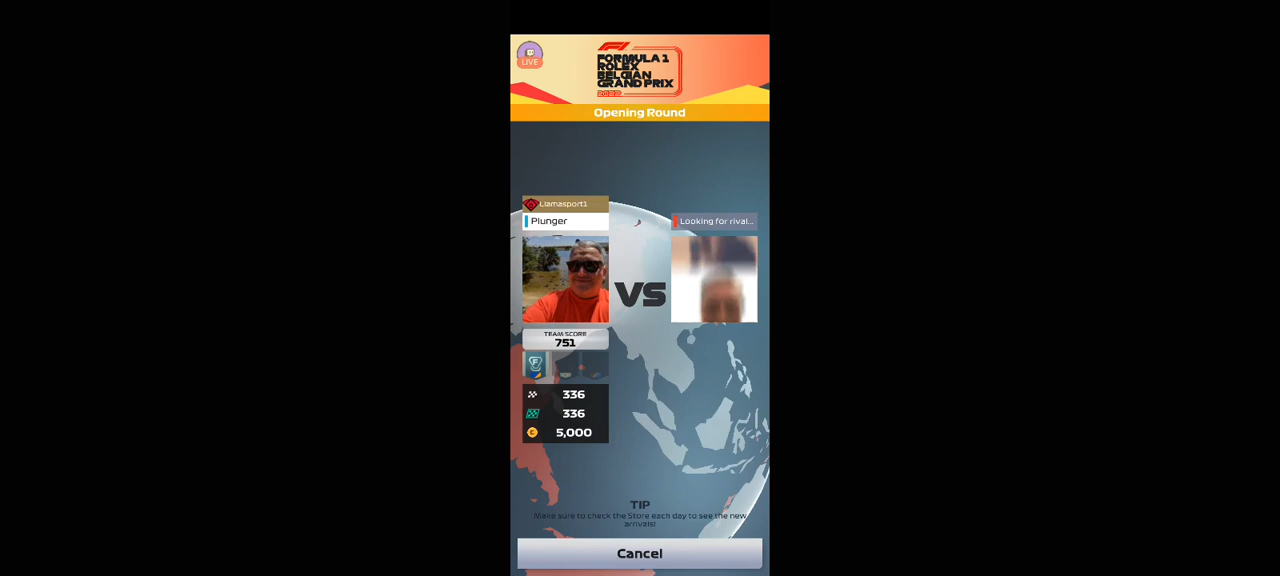 LIVE
FORMULA 1
ROLEX
BELGIAN
GRAND PRIX
2022
Opening Round
Llamasport1
Plunger
Looking for rival...
VS
TEAM SCORE
751
336
336
5,000
TIP
Make sure to check the Store each day to see the new
arrivals!
Cancel